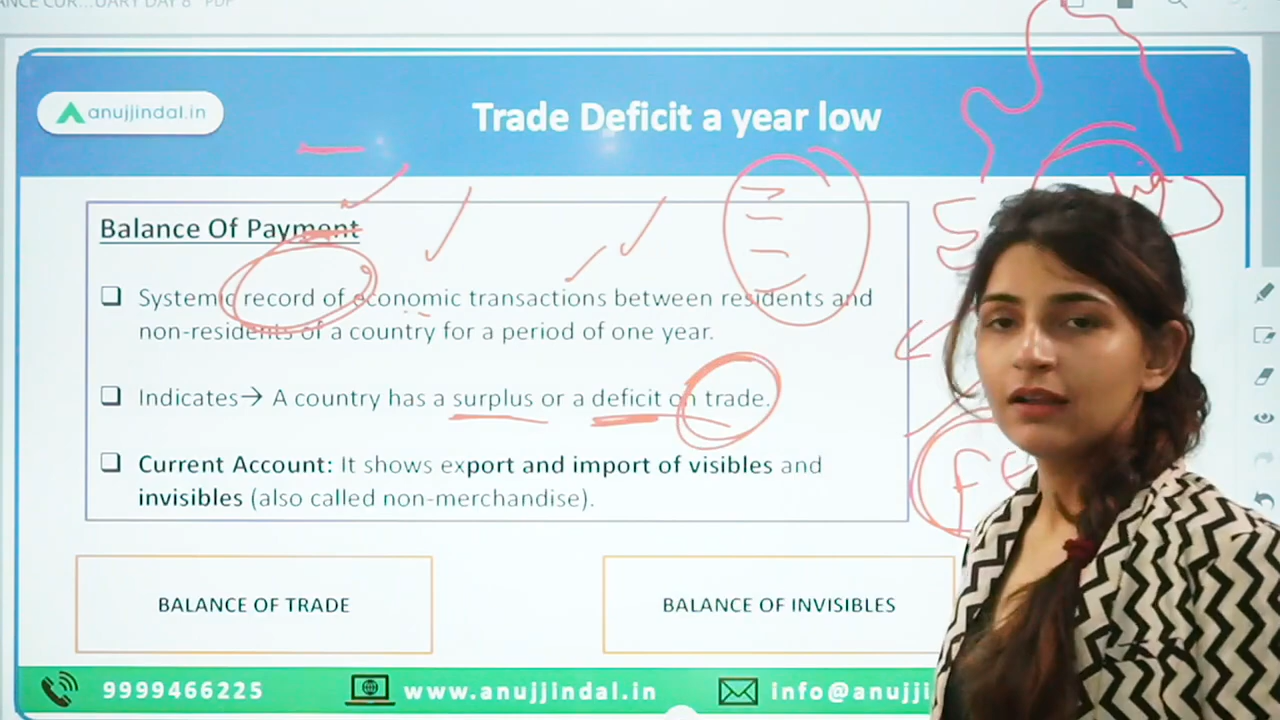 anujjindal.in
Trade Deficit a year low
Balance Of Payment
Systemic record of economic transactions between residents and
non-residents of a country for a period of one year.
Indicates→ A country has a surplus or a deficit on trade.
Current Account: It shows export and import of visibles and
invisibles (also called non-merchandise).
BALANCE OF TRADE
BALANCE OF INVISIBLES
9999466225
www.anujjindal.in
info@anujji